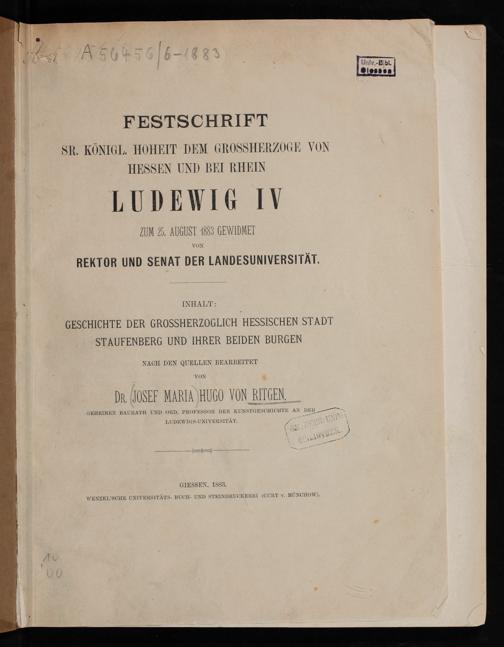 A 56456/6-1883
Univ.-Bibl.
Giessen
FESTSCHRIFT
SR. KÖNIGL. HOHEIT DEM GROSSHERZOGE VON
HESSEN UND BEI RHEIN
LUDEWIG IV
ZUM 25. AUGUST 1883 GEWIDMET
VON
REKTOR UND SENAT DER LANDESUNIVERSITÄT.
INHALT:
GESCHICHTE DER GROSSHERZOGLICH HESSISCHEN STADT
STAUFENBERG UND IHRER BEIDEN BURGEN
NACH DEN QUELLEN BEARBEITET
VON
DR. (JOSEF MARIA) HUGO VON RITGEN,
GEHEIMER BAURATH UND ORD. PROFESSOR DER KUNSTGESCHICHTE AN DER
LUDEWIGS-UNIVERSITÄT.
GIESSEN, 1883.
WENZEL'SCHE UNIVERSITÄTS- BUCH- UND STEINDRUCKEREI (CURT v. MÜNCHOW).